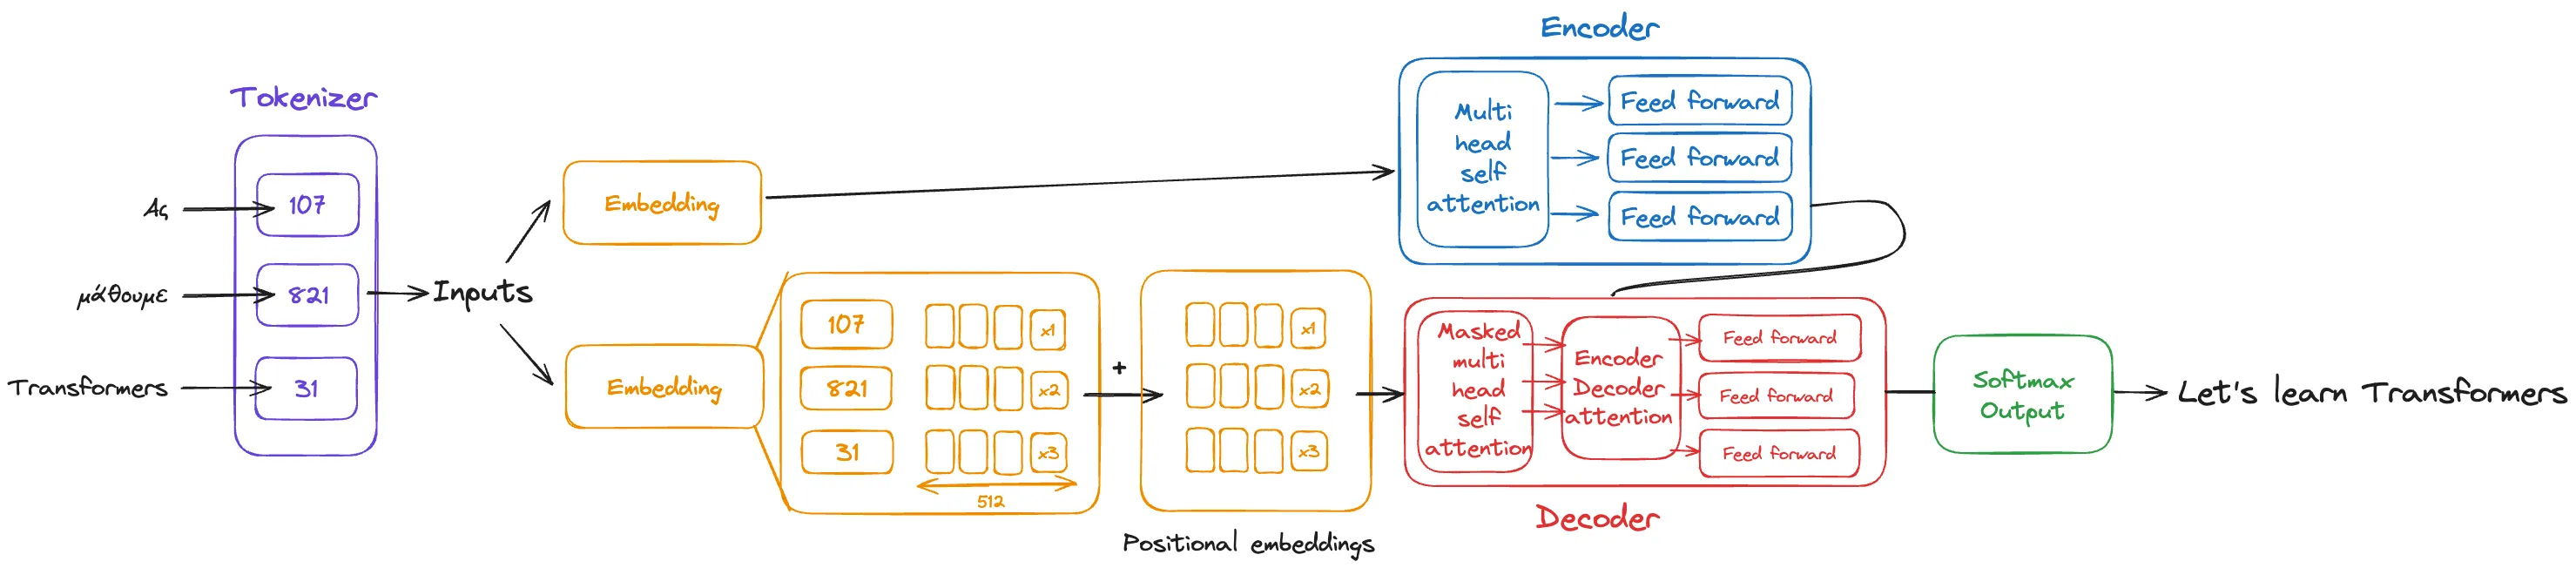 Tokenizer
Ας
107
μάθουμε
821
Transformers
31
Inputs
Embedding
Embedding
107
x1
821
x2
31
x3
512
+
x1
x2
x3
Positional embeddings
Encoder
Multi
head
self
attention
Feed forward
Feed forward
Feed forward
Masked
multi
head
self
attention
Encoder
Decoder
attention
Feed forward
Feed forward
Feed forward
Decoder
Softmax
Output
Let's learn Transformers